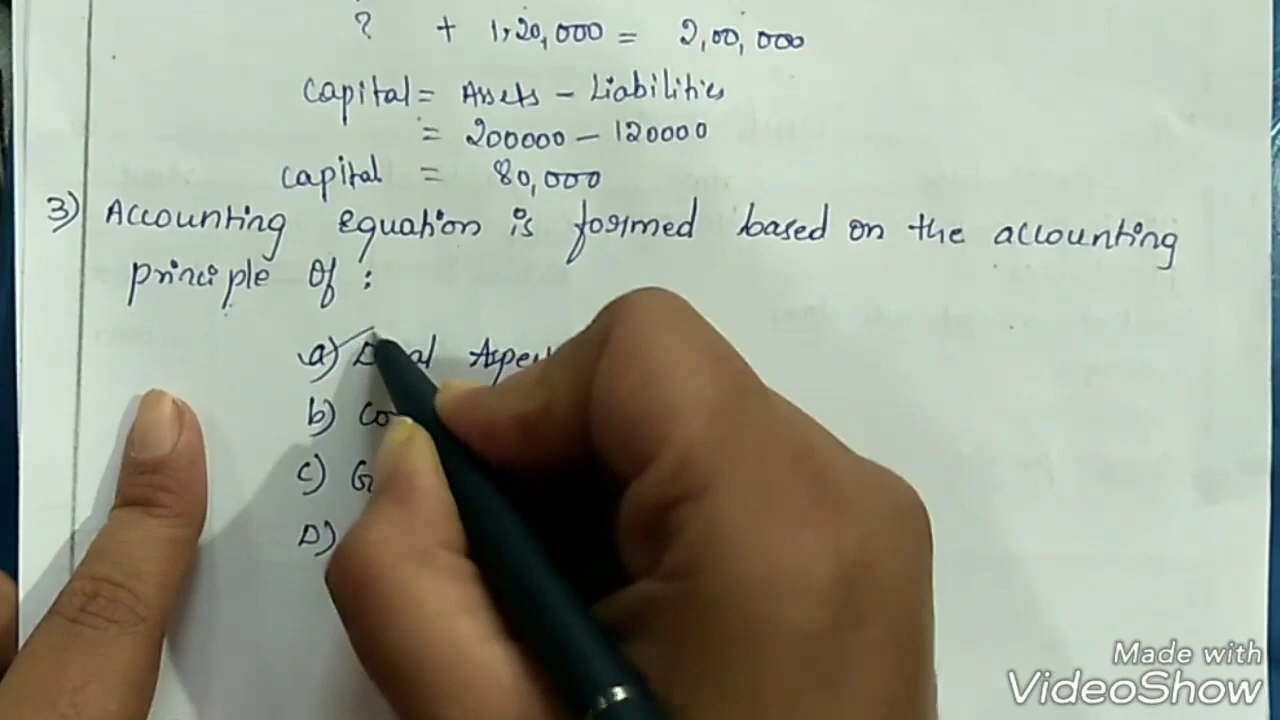 ? + 1,20,000 = 2,00,000
Capital = Assets - Liabilities
= 200000 - 120000
Capital = 80,000
3) Accounting equation is formed based on the accounting
principle of :
a) Dual
b)
c)
D)
Made with
VideoShow